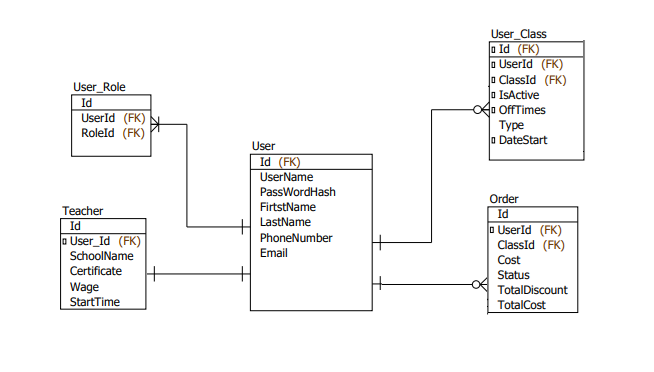 User_Class
Id (FK)
UserId (FK)
ClassId (FK)
IsActive
OffTimes
Type
DateStart
User_Role
Id
UserId (FK)
RoleId (FK)
User
Id (FK)
UserName
PassWordHash
FirtstName
LastName
PhoneNumber
Email
Teacher
Id
User_Id (FK)
SchoolName
Certificate
Wage
StartTime
Order
Id
UserId (FK)
ClassId (FK)
Cost
Status
TotalDiscount
TotalCost